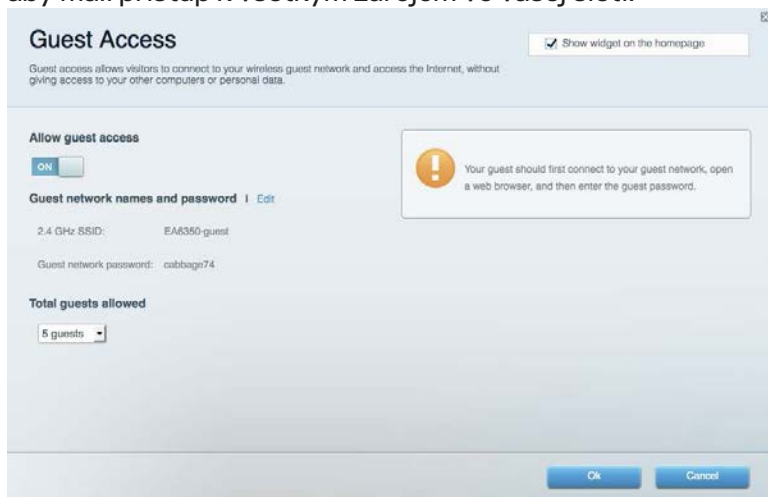 Guest Access
Show widget on the homepage
Guest access allows visitors to connect to your wireless guest network and access the Internet, without
giving access to your other computers or personal data.
Allow guest access
ON
Your guest should first connect to your guest network, open
a web browser, and then enter the guest password.
Guest network names and password | Edit
2.4 GHz SSID: EA6350-guest
Guest network password: cabbage74
Total guests allowed
5 guests
Ok Cancel